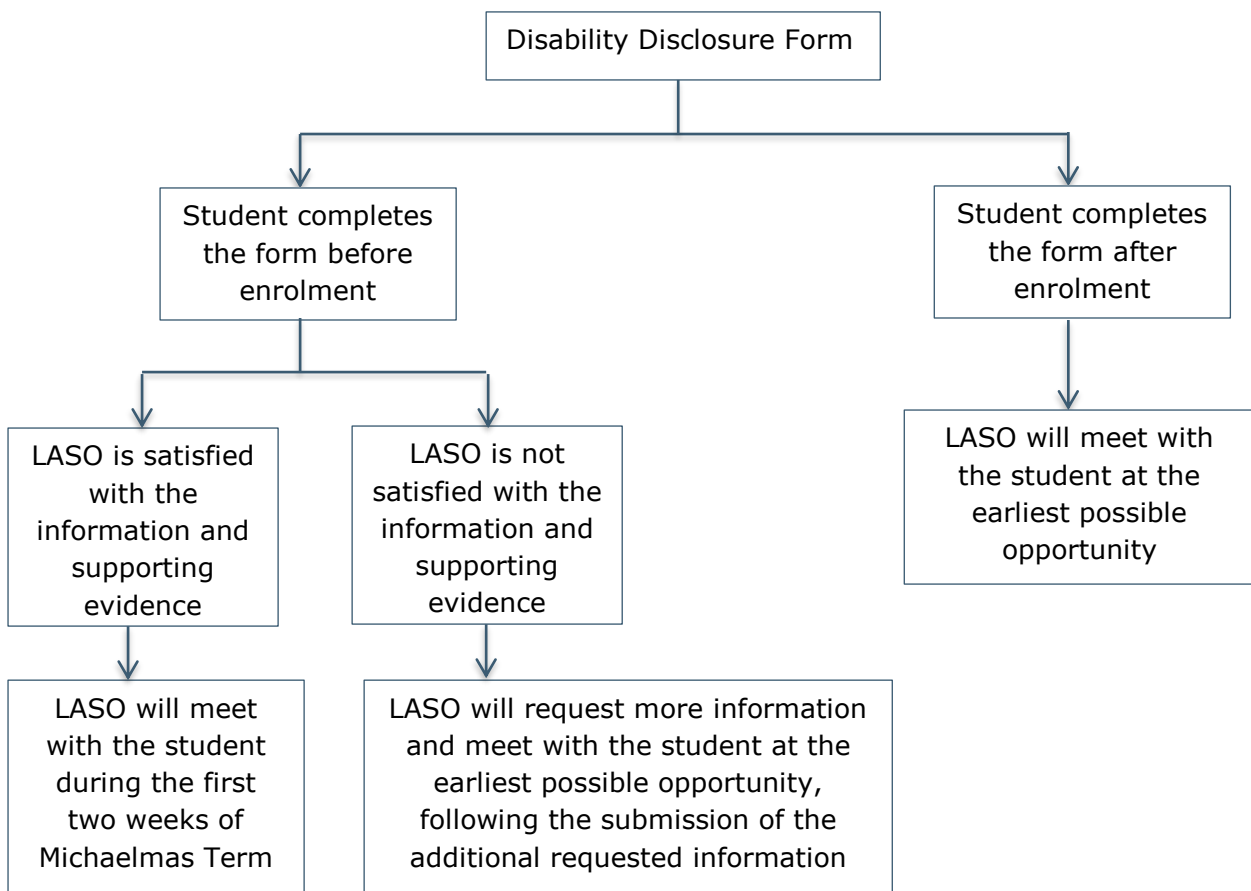 Disability Disclosure Form
Student completes
the form before
enrolment
Student completes
the form after
enrolment
LASO is satisfied
with the
information and
supporting
evidence
LASO is not
satisfied with the
information and
supporting
evidence
LASO will meet with
the student at the
earliest possible
opportunity
LASO will meet
with the student
during the first
two weeks of
Michaelmas Term
LASO will request more information
and meet with the student at the
earliest possible opportunity,
following the submission of the
additional requested information